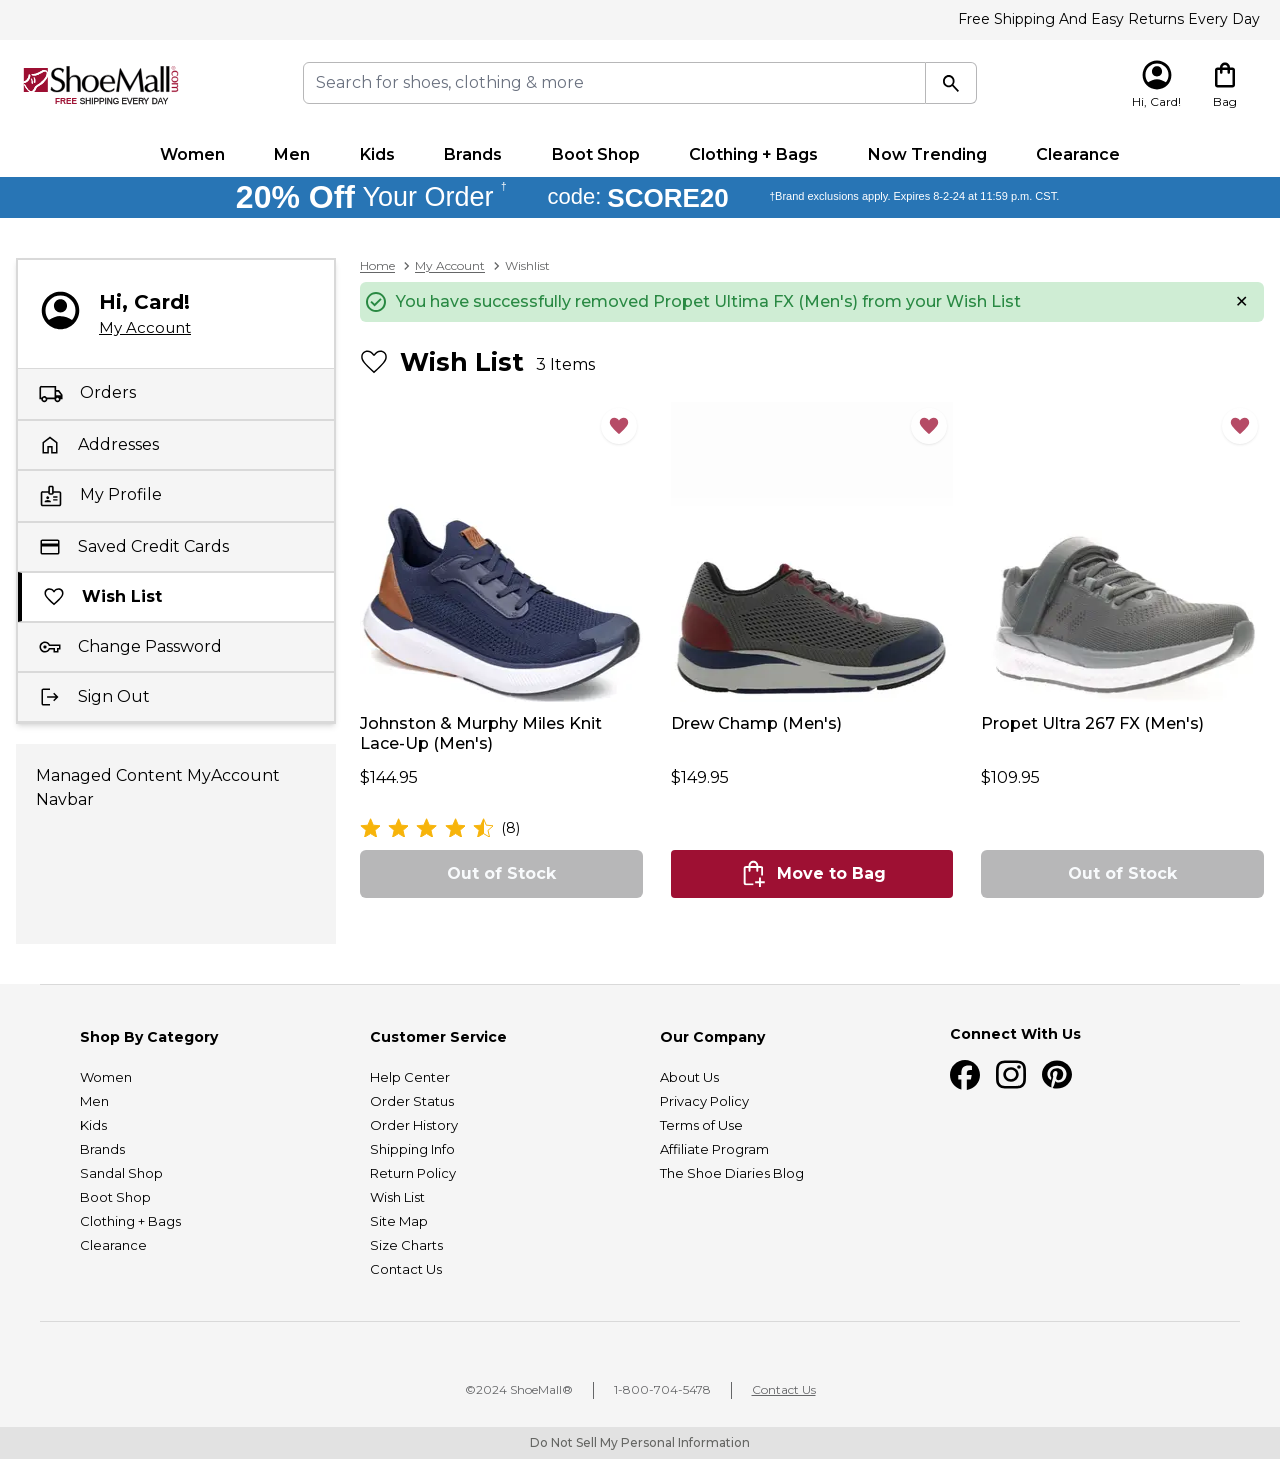 Free Shipping And Easy Returns Every Day
ShoeMall.com
FREE SHIPPING EVERY DAY
Search for shoes, clothing & more
Hi, Card!
Bag
Women
Men
Kids
Brands
Boot Shop
Clothing + Bags
Now Trending
Clearance
20% Off Your Order † code: SCORE20 †Brand exclusions apply. Expires 8-2-24 at 11:59 p.m. CST.
Hi, Card!
My Account
Orders
Addresses
My Profile
Saved Credit Cards
Wish List
Change Password
Sign Out
Managed Content MyAccount
Navbar
Home > My Account > Wishlist
You have successfully removed Propet Ultima FX (Men's) from your Wish List
Wish List 3 Items
Johnston & Murphy Miles Knit
Lace-Up (Men's)
$144.95
(8)
Out of Stock
Drew Champ (Men's)
$149.95
Move to Bag
Propet Ultra 267 FX (Men's)
$109.95
Out of Stock
Shop By Category
Women
Men
Kids
Brands
Sandal Shop
Boot Shop
Clothing + Bags
Clearance
Customer Service
Help Center
Order Status
Order History
Shipping Info
Return Policy
Wish List
Site Map
Size Charts
Contact Us
Our Company
About Us
Privacy Policy
Terms of Use
Affiliate Program
The Shoe Diaries Blog
Connect With Us
©2024 ShoeMall®
1-800-704-5478
Contact Us
Do Not Sell My Personal Information